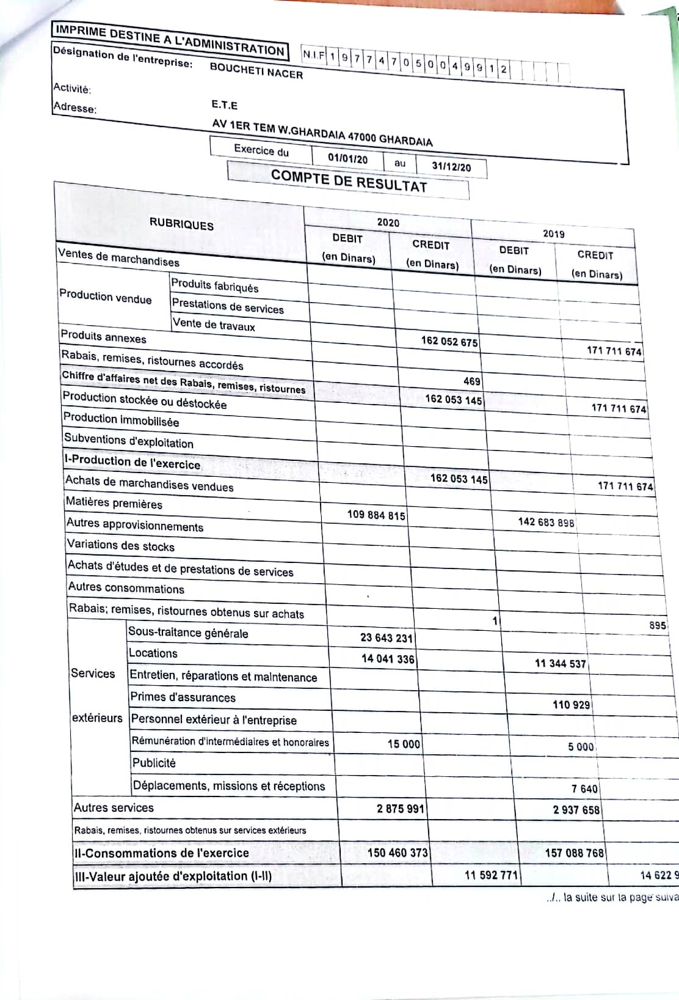 IMPRIME DESTINE A L'ADMINISTRATION
N.I.F 1 9 7 7 4 7 0 5 0 0 4 9 9 1 2
Désignation de l'entreprise: BOUCHETI NACER
Activité: E.T.E
Adresse: AV 1ER TEM W.GHARDAIA 47000 GHARDAIA
Exercice du 01/01/20 au 31/12/20
COMPTE DE RESULTAT
RUBRIQUES 2020 2019
DEBIT (en Dinars) CREDIT (en Dinars) DEBIT (en Dinars) CREDIT (en Dinars)
Ventes de marchandises
Production vendue
Produits fabriqués
Prestations de services
Vente de travaux 162 052 675 171 711 674
Produits annexes
Rabais, remises, ristournes accordés 469
Chiffre d'affaires net des Rabais, remises, ristournes 162 053 145 171 711 674
Production stockée ou déstockée
Production immobilisée
Subventions d'exploitation
I-Production de l'exercice 162 053 145 171 711 674
Achats de marchandises vendues
Matières premières 109 884 815 142 683 898
Autres approvisionnements
Variations des stocks
Achats d'études et de prestations de services
Autres consommations
Rabais; remises, ristournes obtenus sur achats 1 895
Services extérieurs
Sous-traitance générale 23 643 231
Locations 14 041 336 11 344 537
Entretien, réparations et maintenance
Primes d'assurances 110 929
Personnel extérieur à l'entreprise
Rémunération d'intermédiaires et honoraires 15 000 5 000
Publicité
Déplacements, missions et réceptions 7 640
Autres services 2 875 991 2 937 658
Rabais, remises, ristournes obtenus sur services extérieurs
II-Consommations de l'exercice 150 460 373 157 088 768
III-Valeur ajoutée d'exploitation (I-II) 11 592 771 14 622 9
../.. la suite sur la page suiva